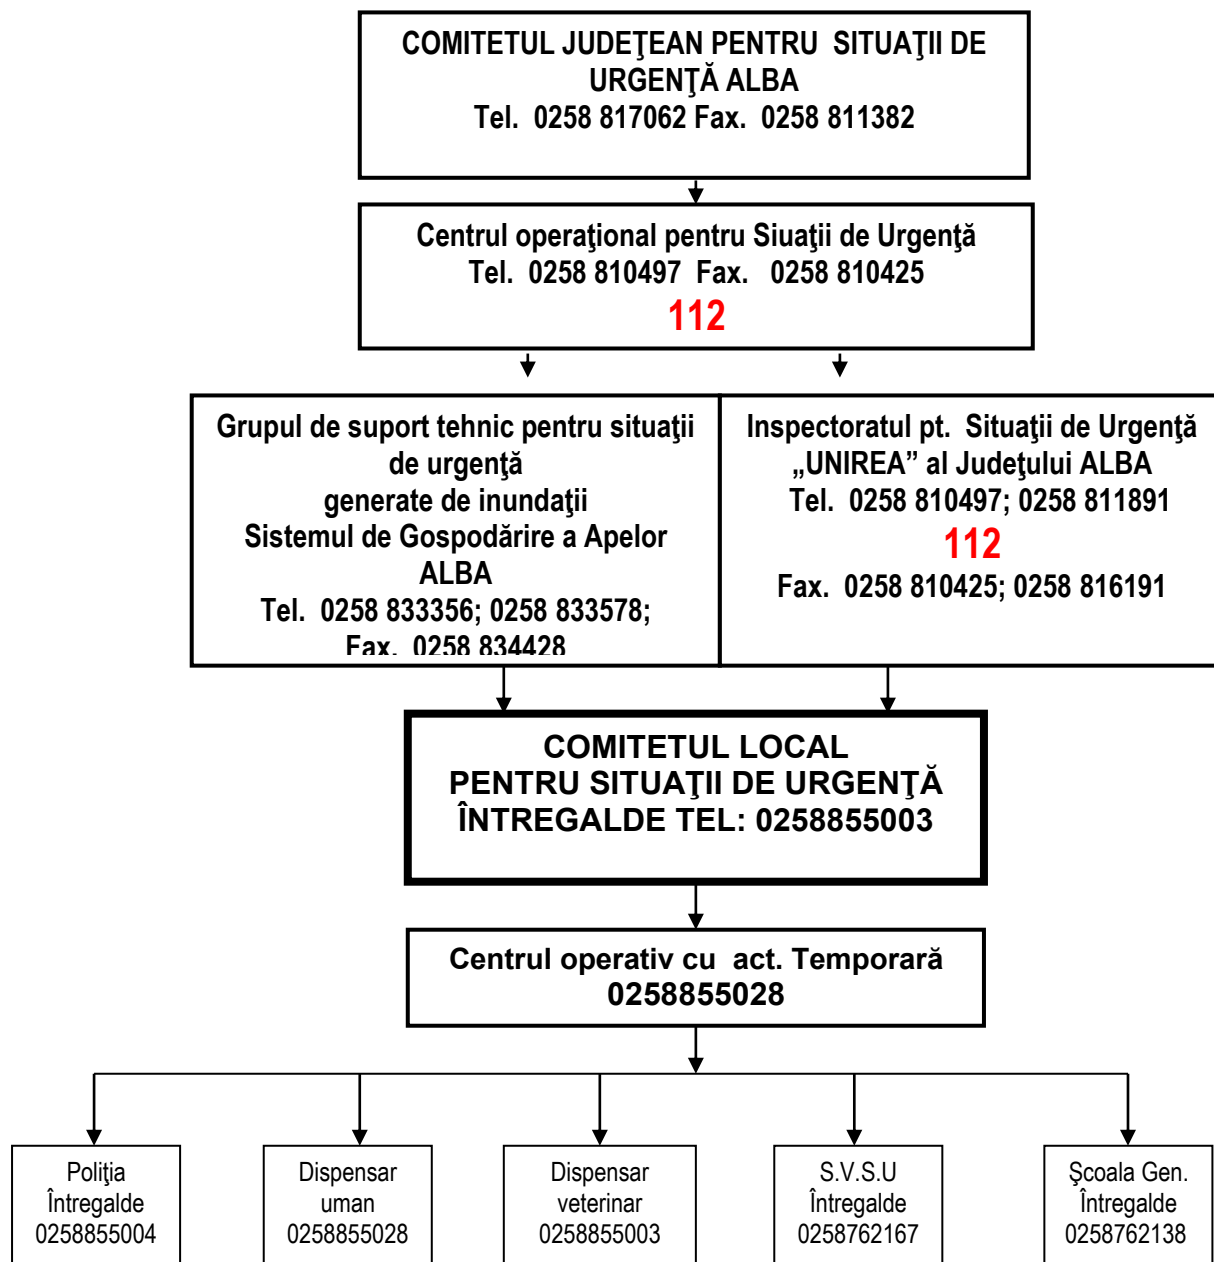 COMITETUL JUDEŢEAN PENTRU SITUAŢII DE
URGENŢĂ ALBA
Tel. 0258 817062 Fax. 0258 811382
Centrul operaţional pentru Siuaţii de Urgenţă
Tel. 0258 810497 Fax. 0258 810425
112
Grupul de suport tehnic pentru situaţii
de urgenţă
generate de inundaţii
Sistemul de Gospodărire a Apelor
ALBA
Tel. 0258 833356; 0258 833578;
Fax. 0258 834428
Inspectoratul pt. Situaţii de Urgenţă
„UNIREA” al Judeţului ALBA
Tel. 0258 810497; 0258 811891
112
Fax. 0258 810425; 0258 816191
COMITETUL LOCAL
PENTRU SITUAŢII DE URGENŢĂ
ÎNTREGALDE TEL: 0258855003
Centrul operativ cu act. Temporară
0258855028
Poliţia
Întregalde
0258855004
Dispensar
uman
0258855028
Dispensar
veterinar
0258855003
S.V.S.U
Întregalde
0258762167
Şcoala Gen.
Întregalde
0258762138